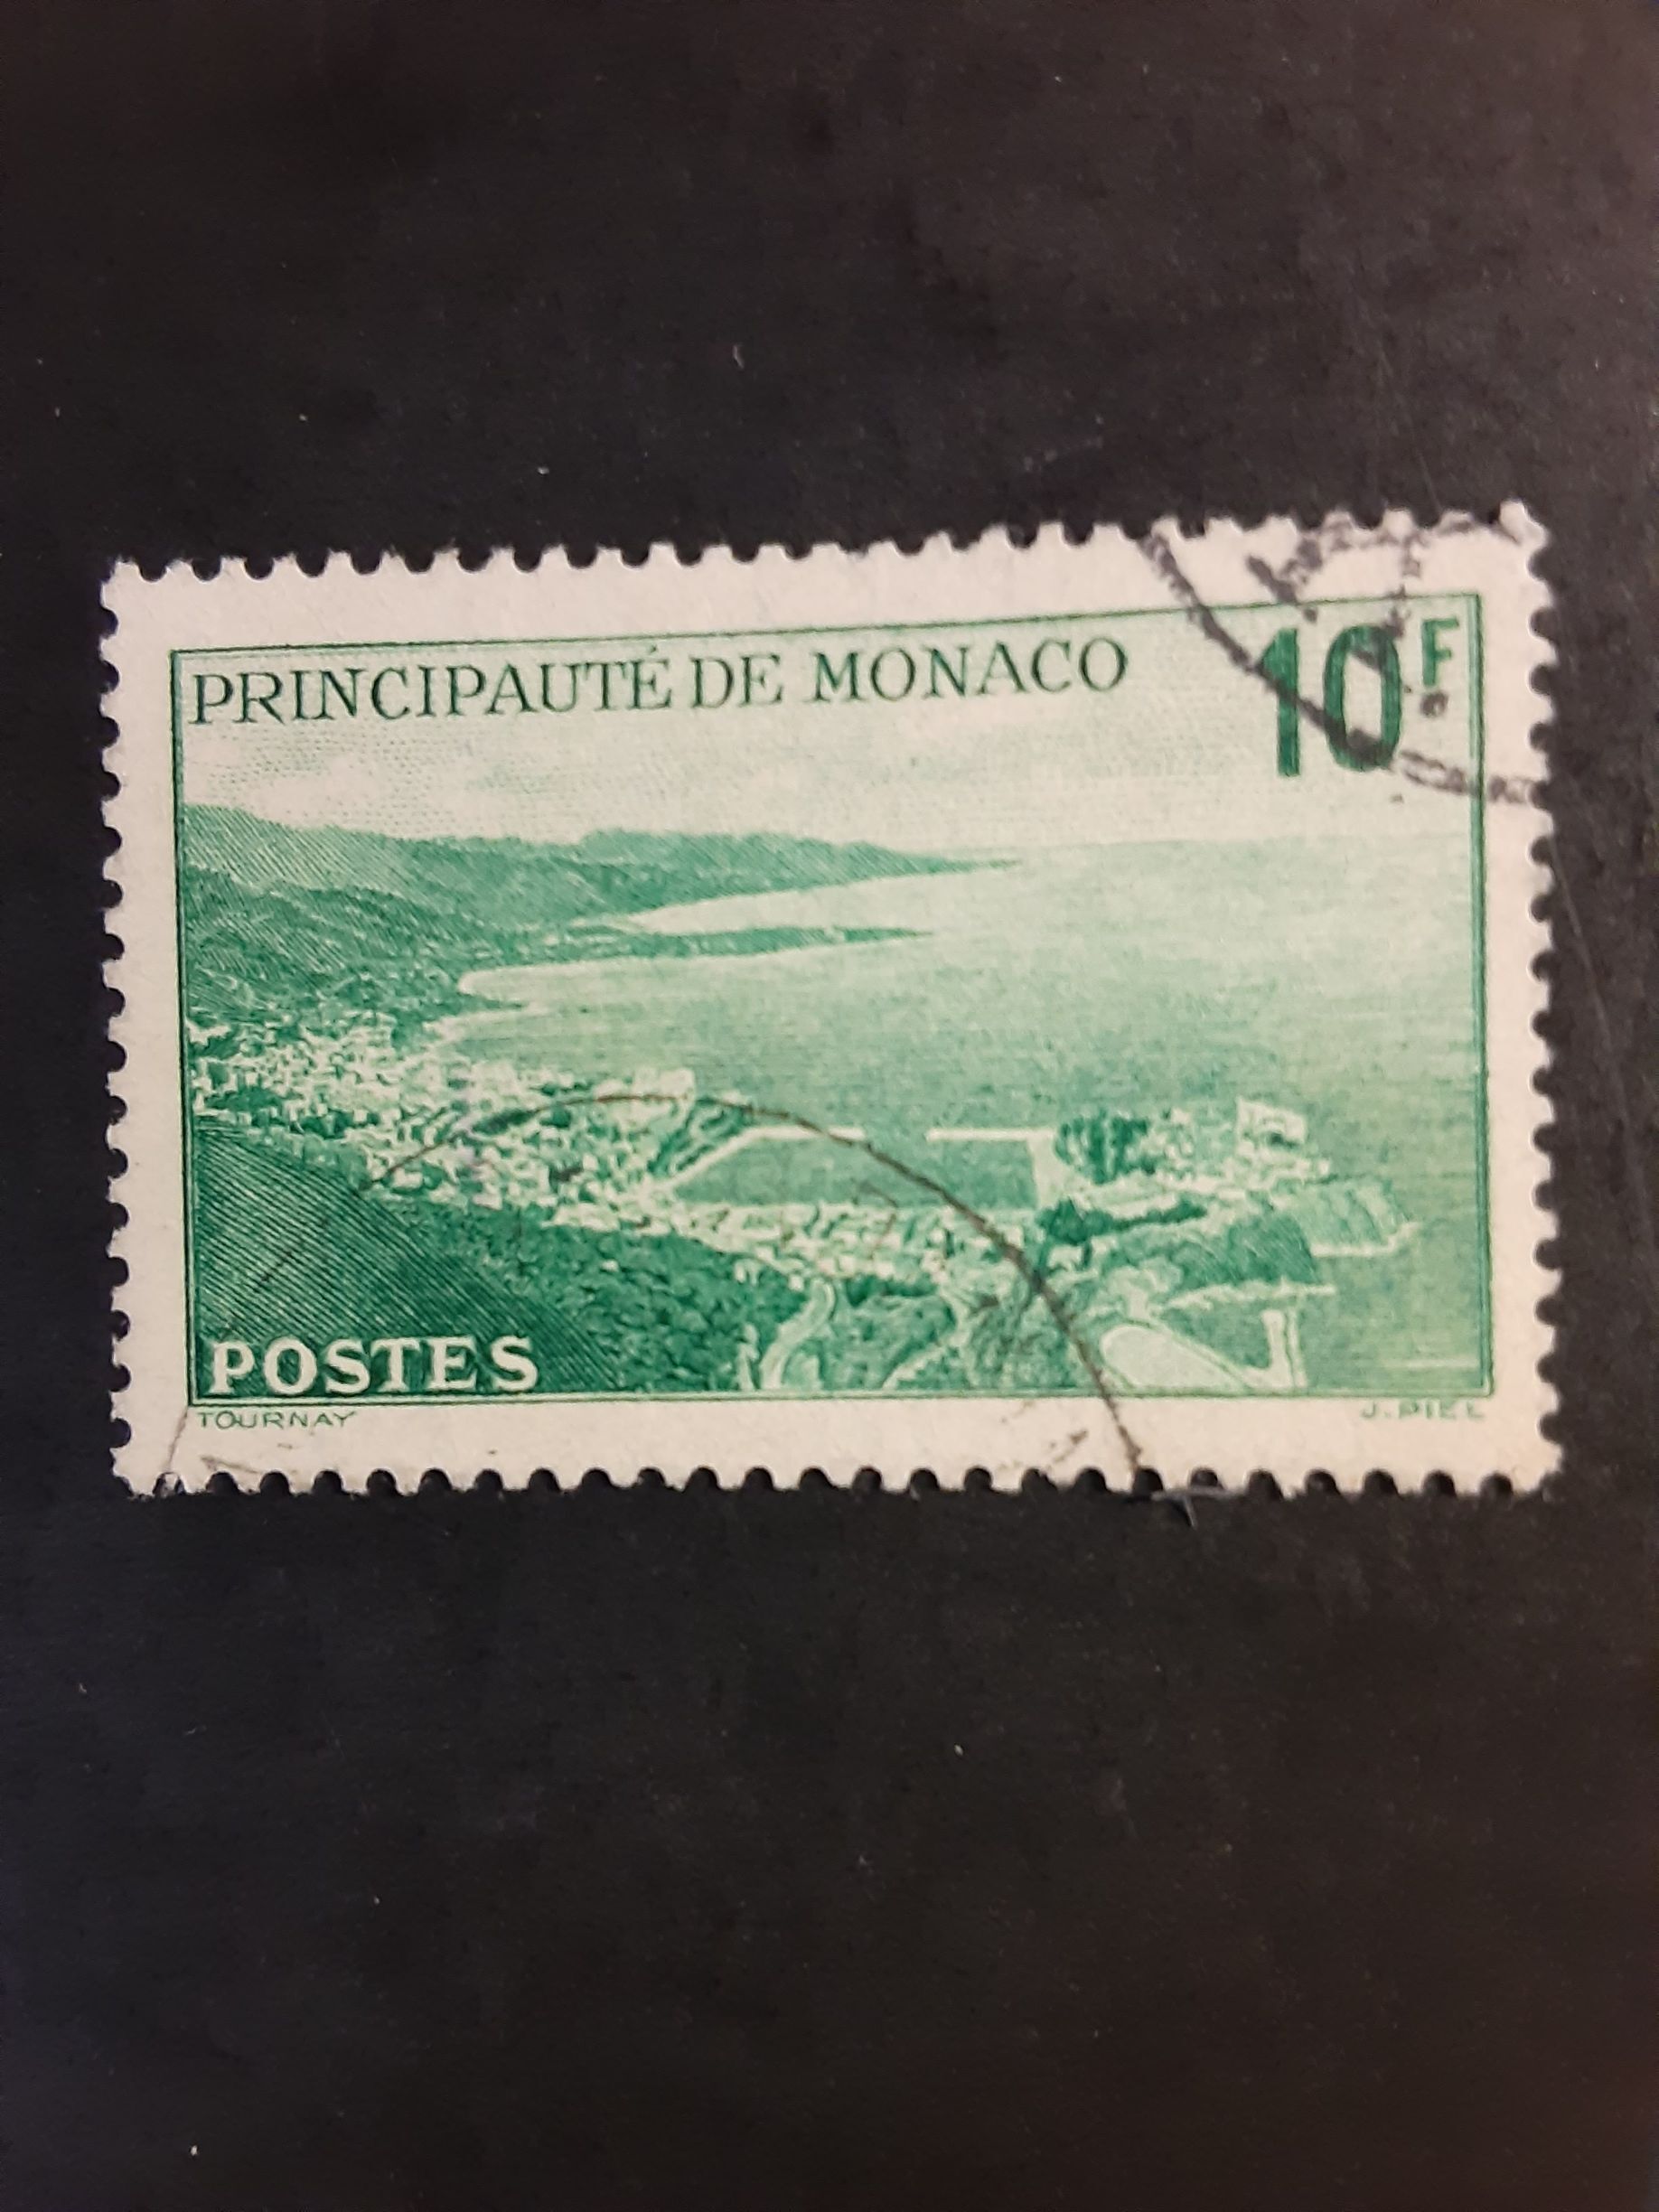 PRINCIPAUTÉ DE MONACO
10F
POSTES
TOURNAY
J. PIEL